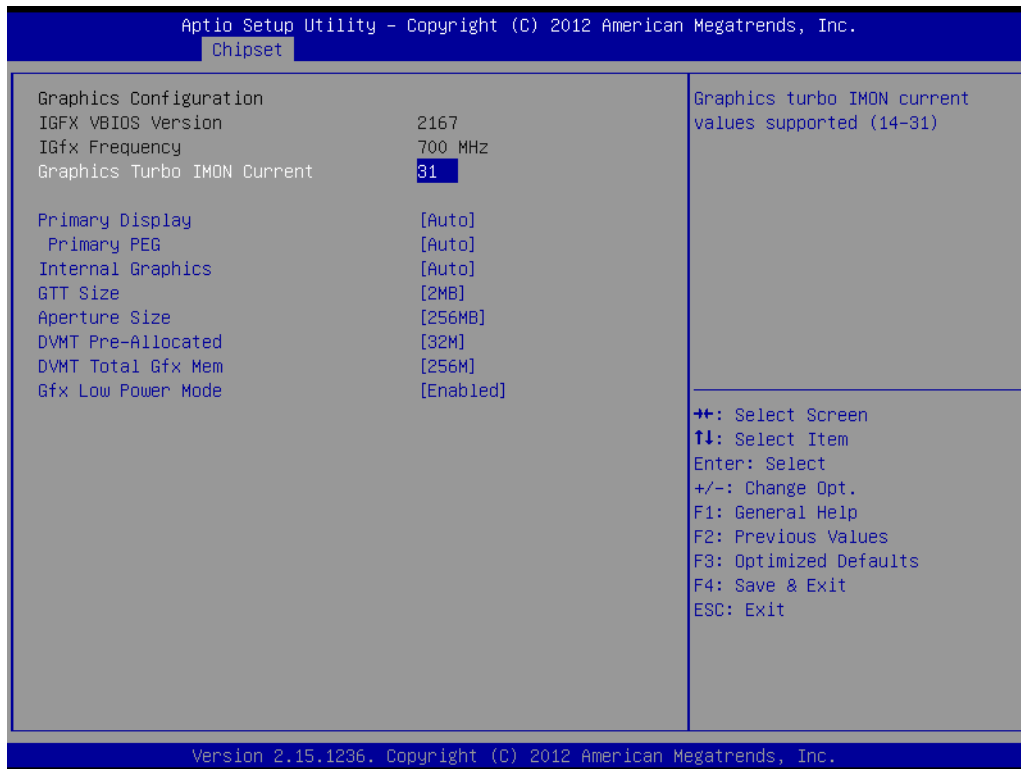 Aptio Setup Utility – Copyright (C) 2012 American Megatrends, Inc.
Chipset
Graphics Configuration
IGFX VBIOS Version 2167
IGfx Frequency 700 MHz
Graphics Turbo IMON Current 31
Primary Display [Auto]
Primary PEG [Auto]
Internal Graphics [Auto]
GTT Size [2MB]
Aperture Size [256MB]
DVMT Pre-Allocated [32M]
DVMT Total Gfx Mem [256M]
Gfx Low Power Mode [Enabled]
Graphics turbo IMON current
values supported (14-31)
→←: Select Screen
↑↓: Select Item
Enter: Select
+/-: Change Opt.
F1: General Help
F2: Previous Values
F3: Optimized Defaults
F4: Save & Exit
ESC: Exit
Version 2.15.1236. Copyright (C) 2012 American Megatrends, Inc.